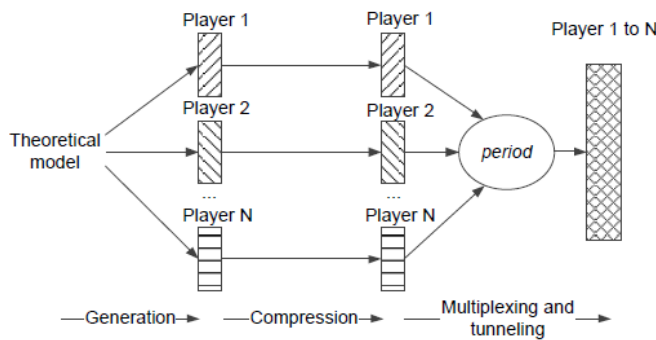 Player 1
Player 1
Player 1 to N
Player 2
Player 2
Theoretical
model
period
...
...
Player N
Player N
Generation
Compression
Multiplexing and
tunneling